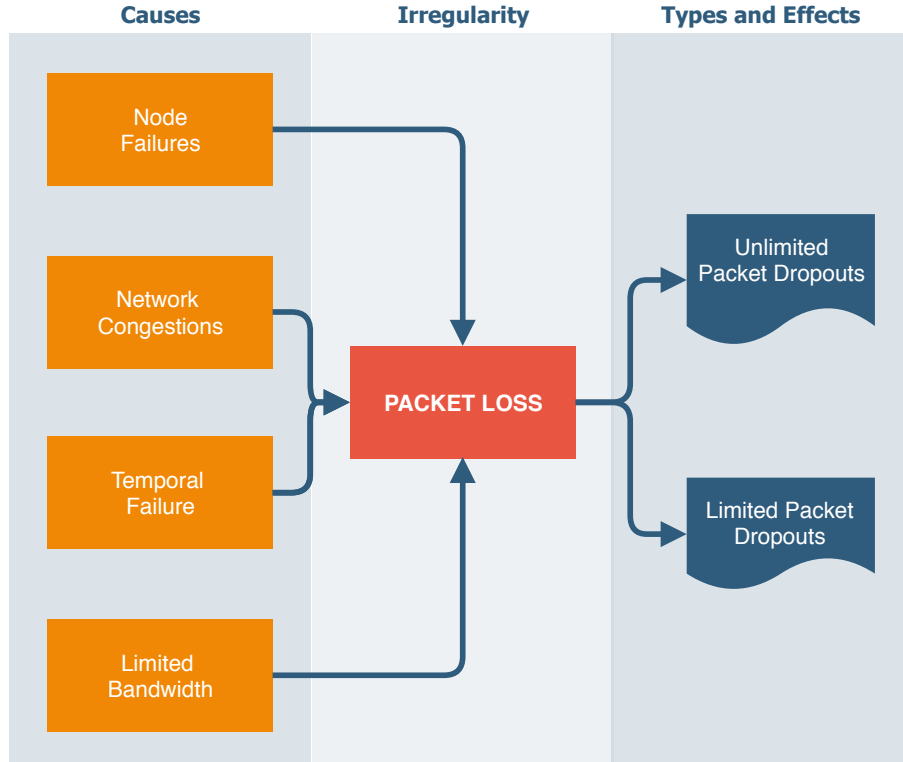 Causes
Irregularity
Types and Effects
Node
Failures
Network
Congestions
Temporal
Failure
Limited
Bandwidth
PACKET LOSS
Unlimited
Packet Dropouts
Limited Packet
Dropouts